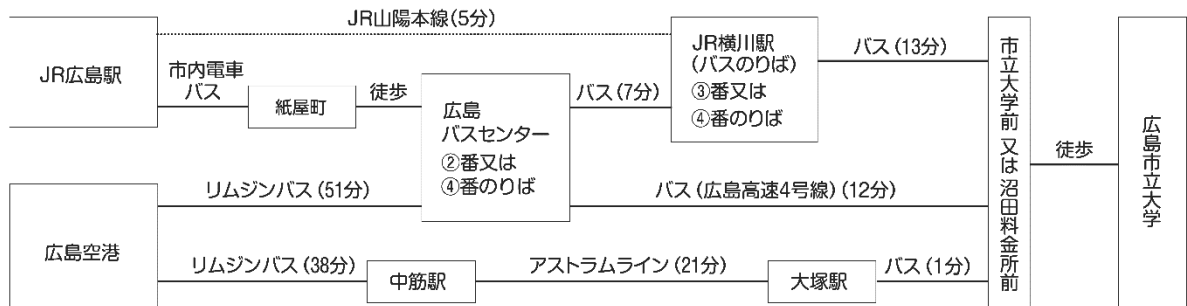 JR山陽本線(5分)
JR広島駅
市内電車
バス
紙屋町
徒歩
広島
バスセンター
②番又は
④番のりば
バス(7分)
JR横川駅
(バスのりば)
③番又は
④番のりば
バス(13分)
市立大学前又は沼田料金所前
徒歩
広島市立大学
広島空港
リムジンバス(51分)
バス(広島高速4号線)(12分)
リムジンバス(38分)
中筋駅
アストラムライン(21分)
大塚駅
バス(1分)